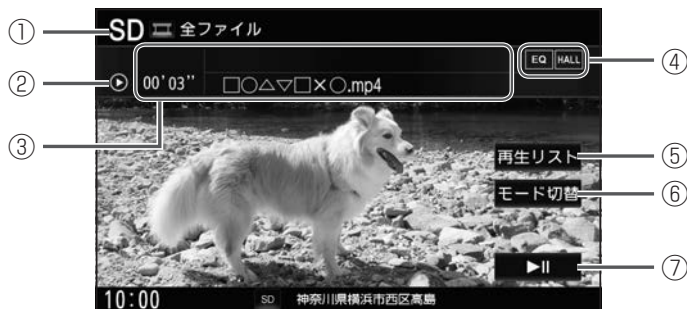 ① SD 全ファイル
EQ HALL ④
② 00'03" □○△▽□×○.mp4
③
再生リスト ⑤
モード切替 ⑥
⑦
10:00 SD 神奈川県横浜市西区高島